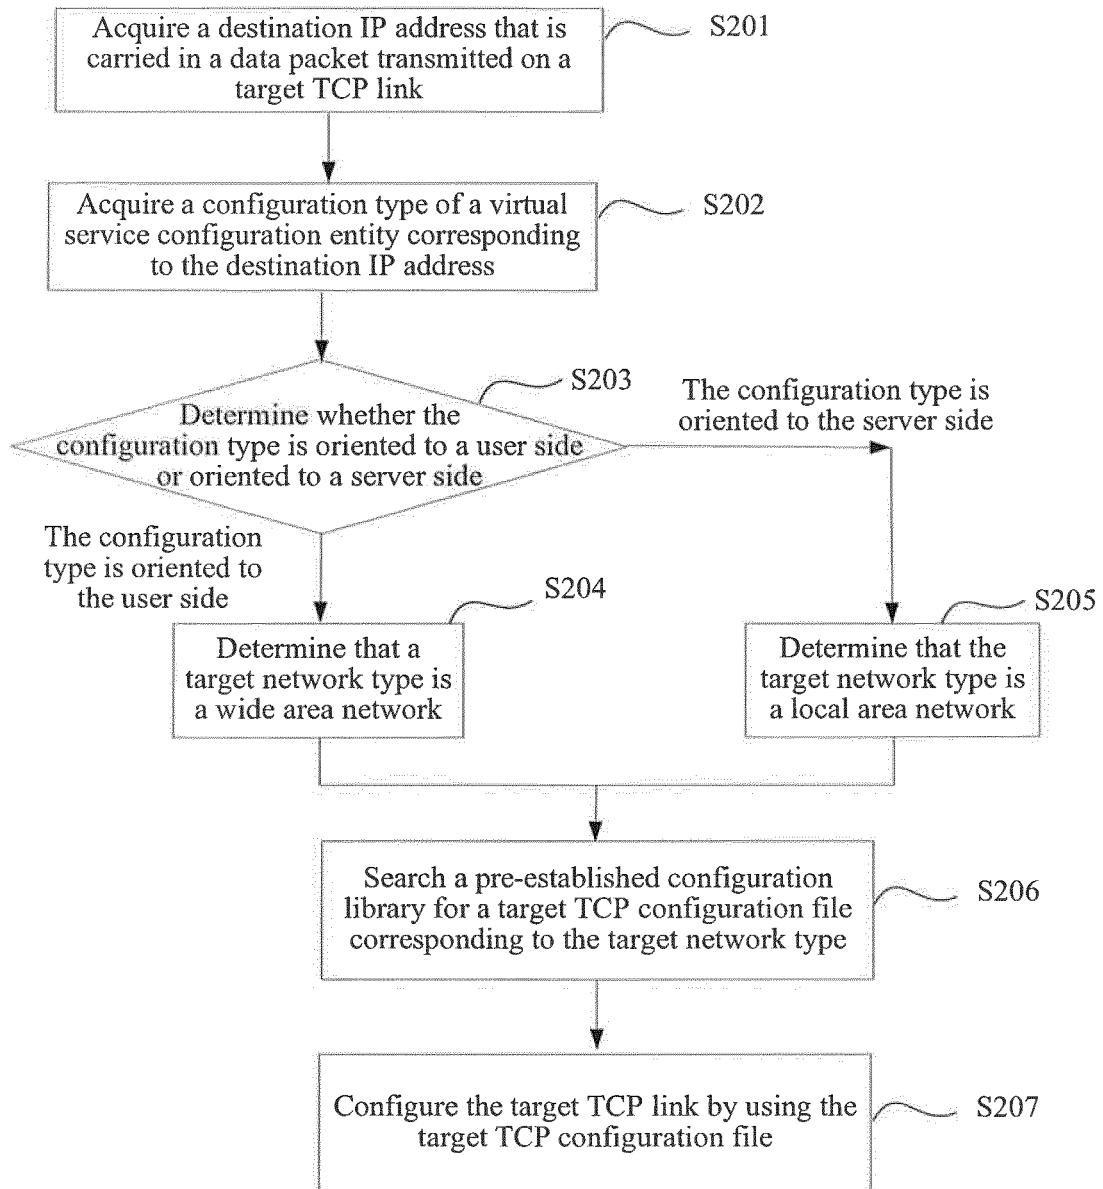 Acquire a destination IP address that is
carried in a data packet transmitted on a
target TCP link
S201
Acquire a configuration type of a virtual
service configuration entity corresponding
to the destination IP address
S202
Determine whether the
configuration type is oriented to a user side
or oriented to a server side
S203
The configuration type is
oriented to the server side
The configuration
type is oriented to
the user side
Determine that a
target network type is
a wide area network
S204
Determine that the
target network type is
a local area network
S205
Search a pre-established configuration
library for a target TCP configuration file
corresponding to the target network type
S206
Configure the target TCP link by using the
target TCP configuration file
S207